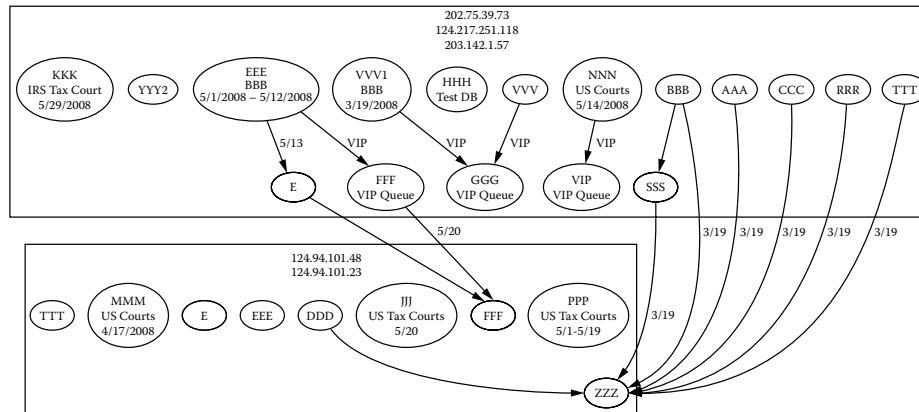 202.75.39.73
124.217.251.118
203.142.1.57
KKK
IRS Tax Court
5/29/2008
YYY2
EEE
BBB
5/1/2008 – 5/12/2008
VVV1
BBB
3/19/2008
HHH
Test DB
VVV
NNN
US Courts
5/14/2008
BBB
AAA
CCC
RRR
TTT
5/13
VIP
VIP
VIP
VIP
E
FFF
VIP Queue
GGG
VIP Queue
VIP
VIP Queue
SSS
5/20
3/19
3/19
3/19
3/19
3/19
124.94.101.48
124.94.101.23
TTT
MMM
US Courts
4/17/2008
E
EEE
DDD
JJJ
US Tax Courts
5/20
FFF
PPP
US Tax Courts
5/1-5/19
3/19
ZZZ